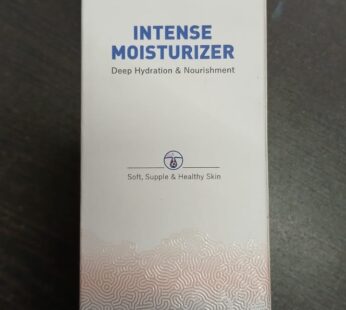 INTENSE
MOISTURIZER
Deep Hydration & Nourishment
Soft, Supple & Healthy Skin